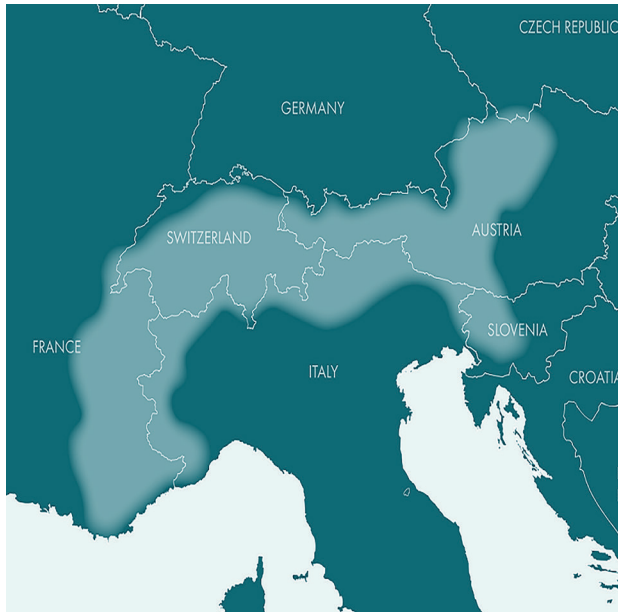 CZECH REPUBLIC
GERMANY
AUSTRIA
SWITZERLAND
SLOVENIA
FRANCE
ITALY
CROATIA